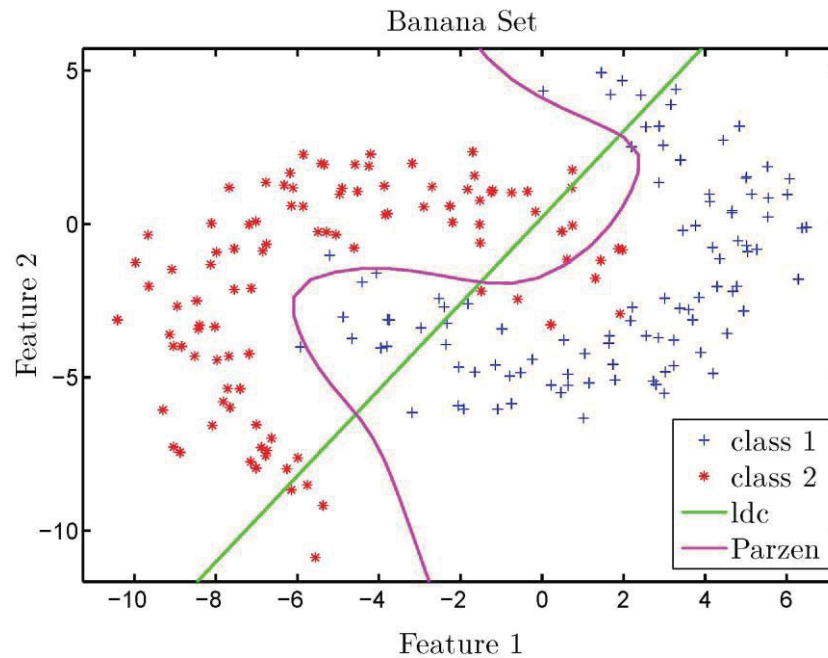 Banana Set
5
0
−5
−10
Feature 2
−10 −8 −6 −4 −2 0 2 4 6
Feature 1
class 1
class 2
ldc
Parzen